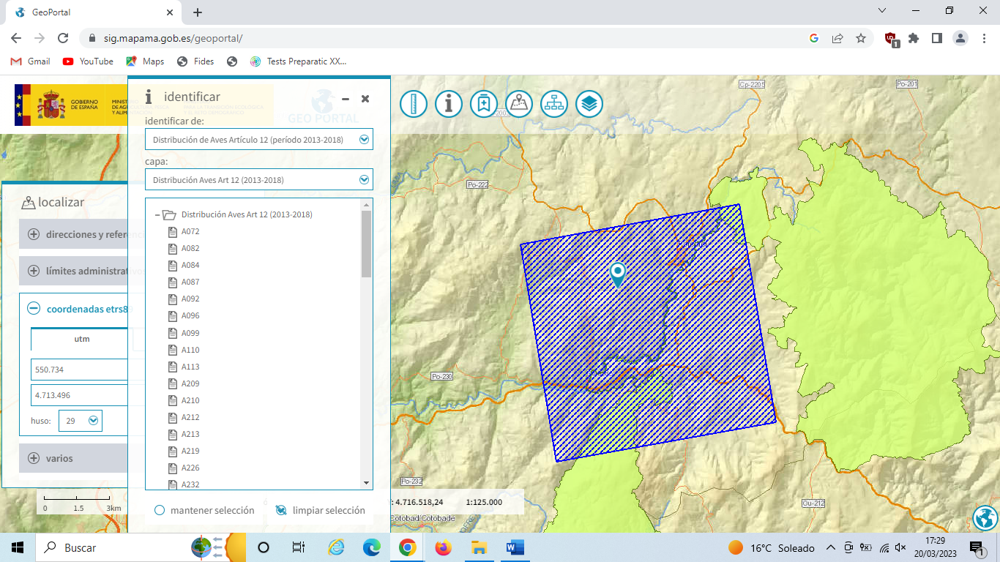 GeoPortal
sig.mapama.gob.es/geoportal/
1
Gmail
YouTube
Maps
Fides
Tests Preparatic XX...
GOBIERNO
DE ESPAÑA
identificar
identificar de:
Distribución de Aves Artículo 12 (período 2013-2018)
capa:
Distribución Aves Art 12 (2013-2018)
Distribución Aves Art 12 (2013-2018)
A072
A082
A084
A087
A092
A096
A099
A110
A113
A209
A210
A212
A213
A219
A226
A232
mantener selección
limpiar selección
GEO PORTAL
localizar
direcciones y referenc
límites administrativo
coordenadas etrs8
utm
550.734
4.713.496
huso:
29
varios
0
1.5
3km
: 4.716.518,24
1:125.000
Cotobad/Cotobade
Cp-2205
Po-201
Po-222
Po-230
Po-232
Ou-212
Buscar
16°C Soleado
17:29
20/03/2023
1